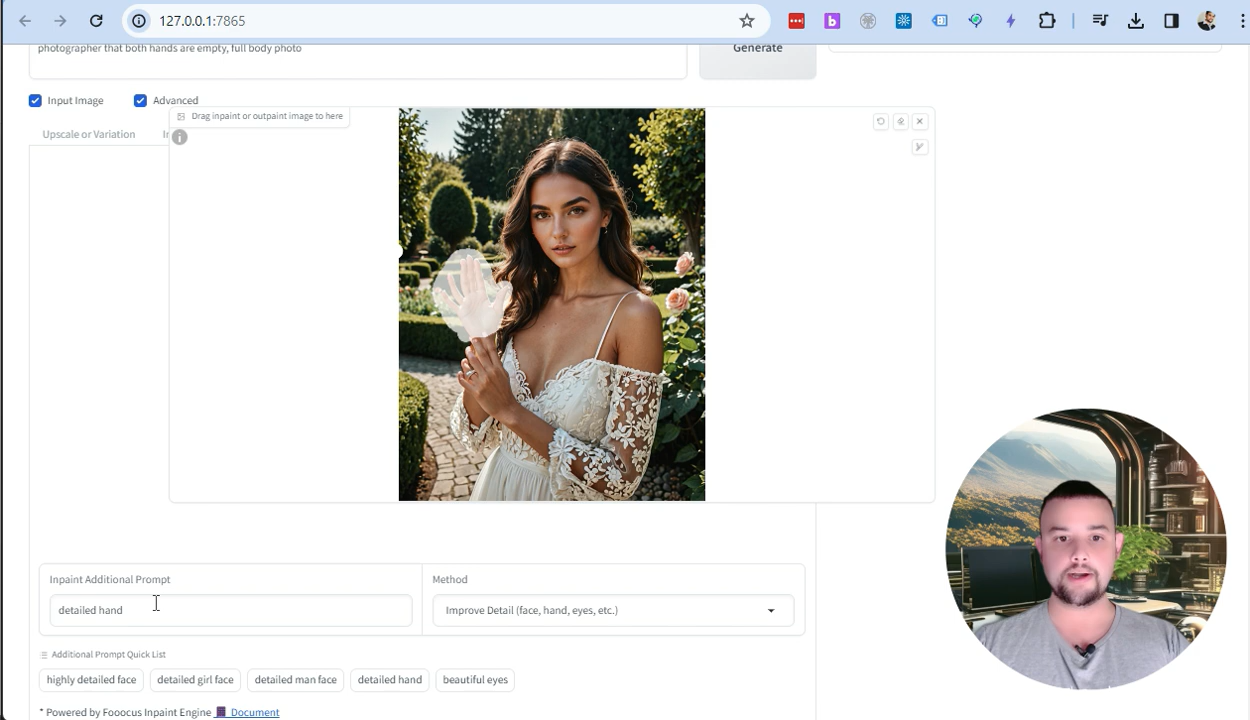 127.0.0.1:7865
photographer that both hands are empty, full body photo
Generate
Input Image
Advanced
Drag inpaint or outpaint image to here
Upscale or Variation
Inpaint Additional Prompt
Method
detailed hand
Improve Detail (face, hand, eyes, etc.)
Additional Prompt Quick List
highly detailed face
detailed girl face
detailed man face
detailed hand
beautiful eyes
* Powered by Fooocus Inpaint Engine Document